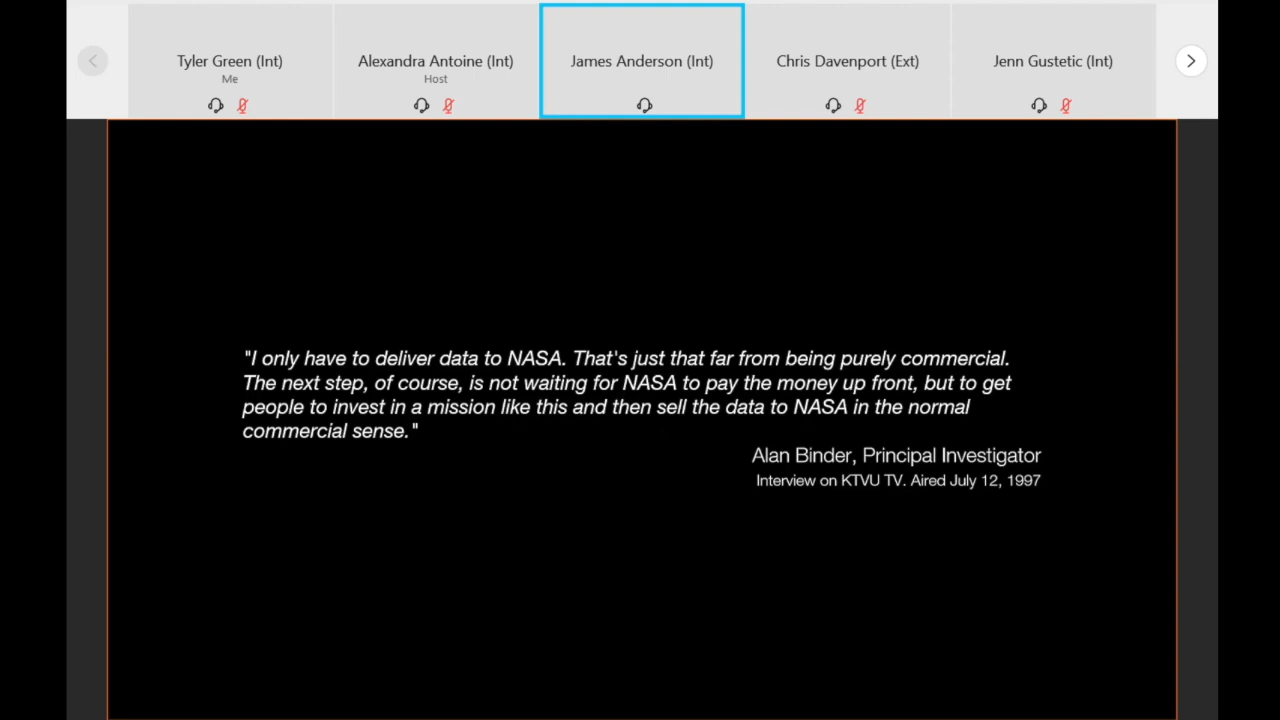 Tyler Green (Int)
Me
Alexandra Antoine (Int)
Host
James Anderson (Int)
Chris Davenport (Ext)
Jenn Gustetic (Int)
"I only have to deliver data to NASA. That's just that far from being purely commercial.
The next step, of course, is not waiting for NASA to pay the money up front, but to get
people to invest in a mission like this and then sell the data to NASA in the normal
commercial sense."
Alan Binder, Principal Investigator
Interview on KTVU TV. Aired July 12, 1997